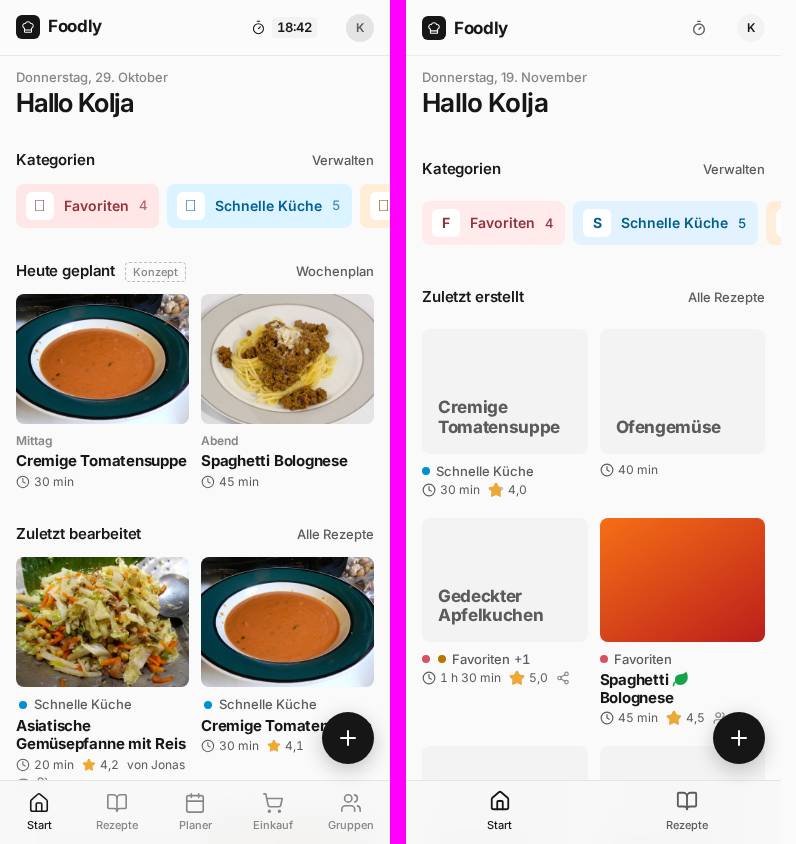 Foodly
18:42
K
Donnerstag, 29. Oktober
Hallo Kolja
Kategorien
Verwalten
Favoriten 4
Schnelle Küche 5
Heute geplant
Konzept
Wochenplan
Mittag
Cremige Tomatensuppe
30 min
Abend
Spaghetti Bolognese
45 min
Zuletzt bearbeitet
Alle Rezepte
Schnelle Küche
Asiatische
Gemüsepfanne mit Reis
20 min 4,2 von Jonas
Schnelle Küche
Cremige
30 min 4,1
Start
Rezepte
Planer
Einkauf
Gruppen
Foodly
K
Donnerstag, 19. November
Hallo Kolja
Kategorien
Verwalten
F Favoriten 4
S Schnelle Küche 5
Zuletzt erstellt
Alle Rezepte
Cremige
Tomatensuppe
Schnelle Küche
30 min 4,0
Ofengemüse
40 min
Gedeckter
Apfelkuchen
Favoriten +1
1 h 30 min 5,0
Favoriten
Spaghetti
Bolognese
45 min 4,5
Start
Rezepte